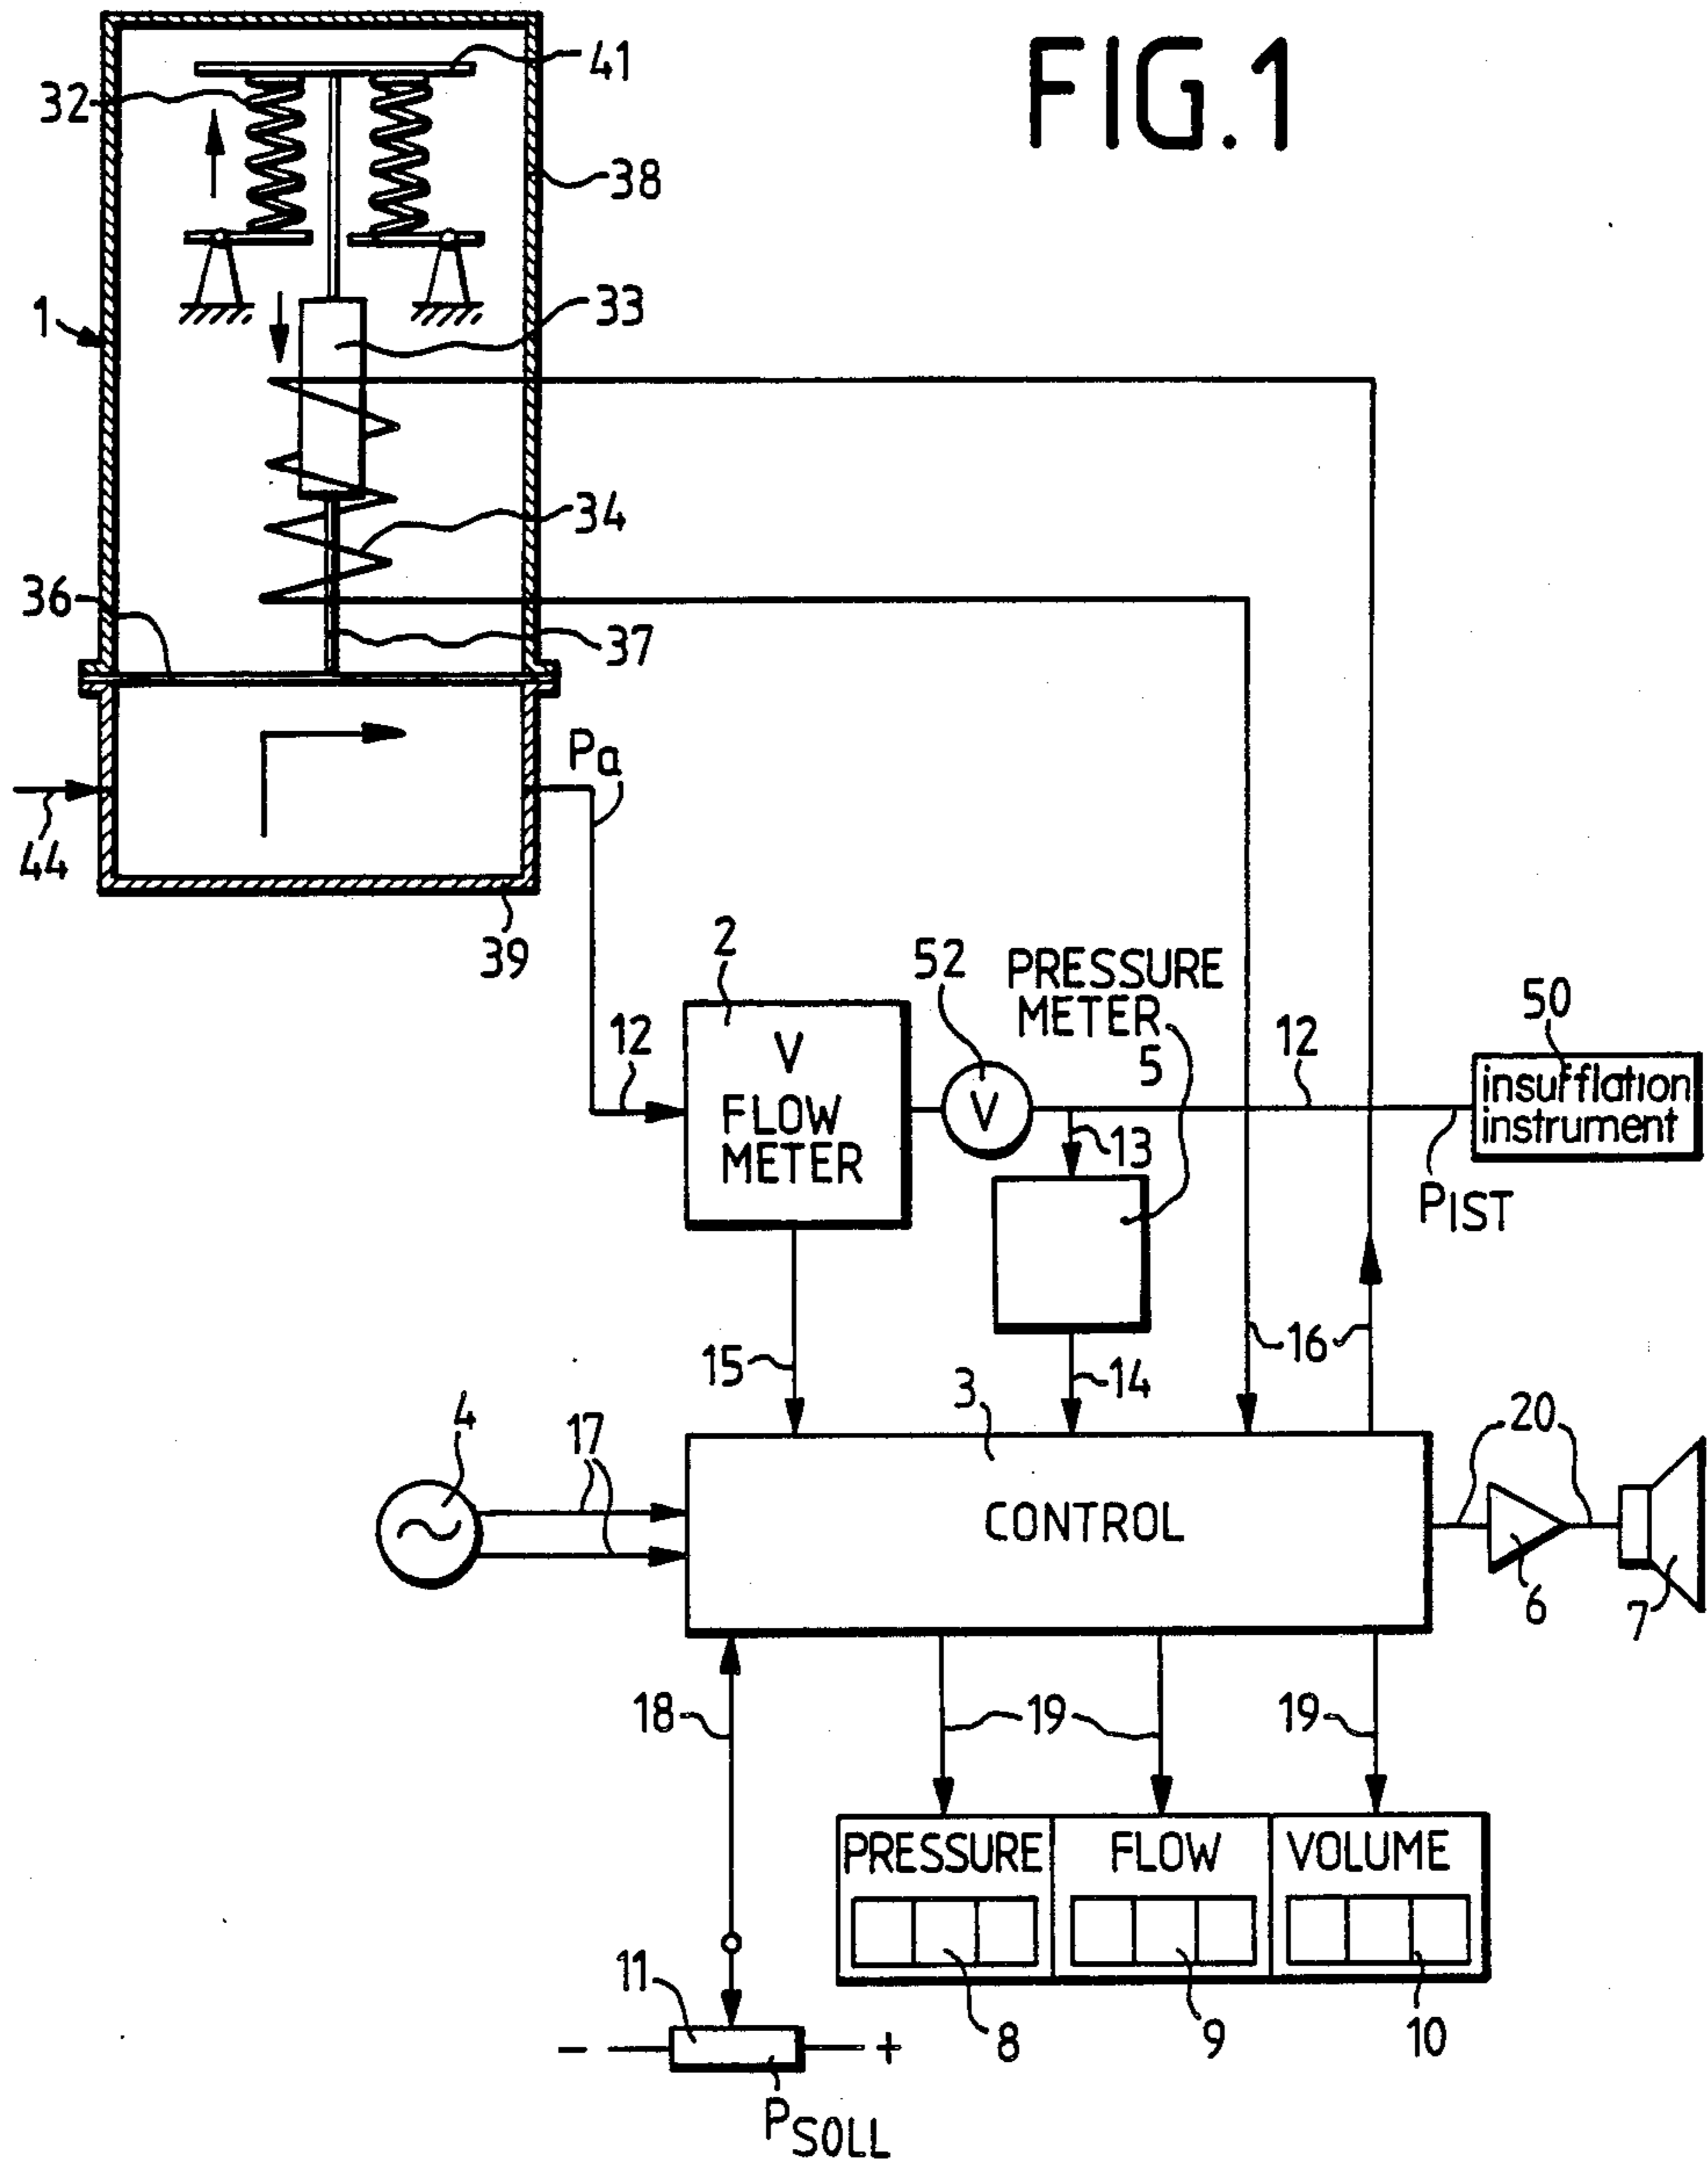 FIG.1
41
32
38
1
33
34
36
37
Pa
44
39
2
52
PRESSURE
METER
5
50
12
V
FLOW
METER
V
13
12
insufflation
instrument
PIST
15
14
16
3
4
17
20
CONTROL
6
7
18
19
19
PRESSURE
FLOW
VOLUME
11
8
9
10
-
+
PSOLL